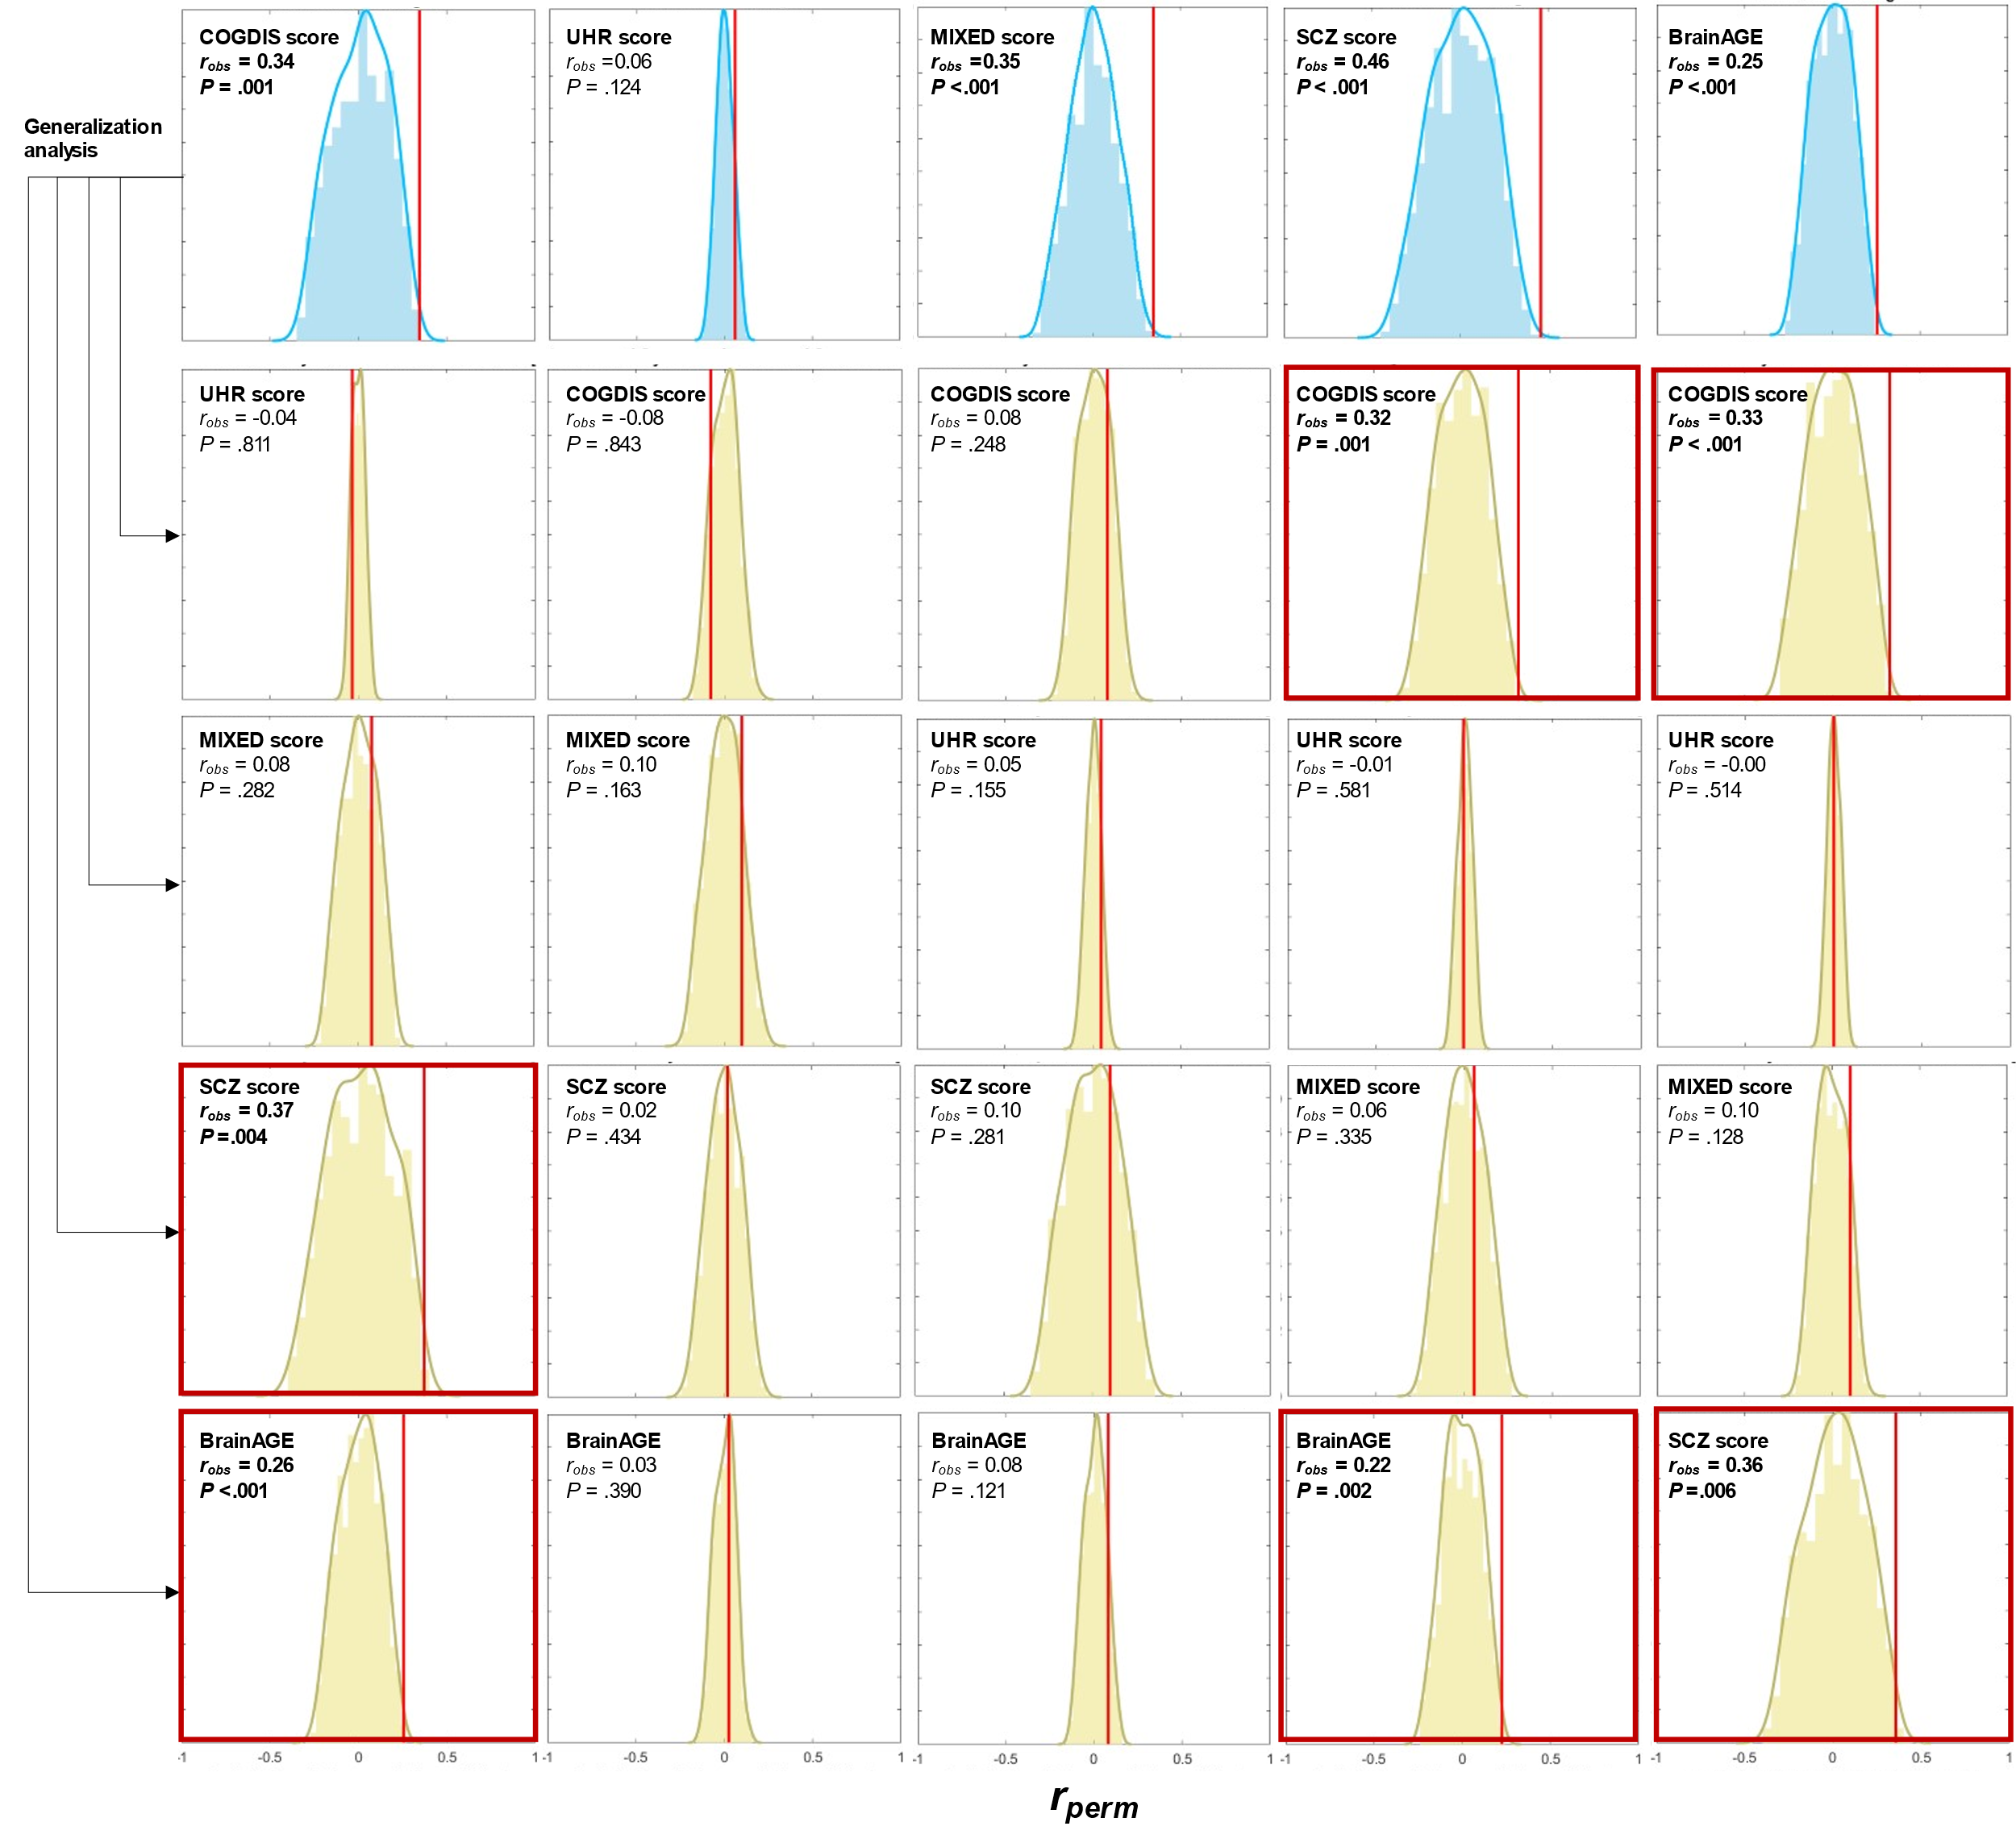 COGDIS score
robs = 0.34
P = .001
UHR score
robs =0.06
P = .124
MIXED score
robs =0.35
P <.001
SCZ score
robs = 0.46
P < .001
BrainAGE
robs = 0.25
P <.001
Generalization
analysis
UHR score
robs = -0.04
P = .811
COGDIS score
robs = -0.08
P = .843
COGDIS score
robs = 0.08
P = .248
COGDIS score
robs = 0.32
P = .001
COGDIS score
robs = 0.33
P < .001
MIXED score
robs = 0.08
P = .282
MIXED score
robs = 0.10
P = .163
UHR score
robs = 0.05
P = .155
UHR score
robs = -0.01
P = .581
UHR score
robs = -0.00
P = .514
SCZ score
robs = 0.37
P =.004
SCZ score
robs = 0.02
P = .434
SCZ score
robs = 0.10
P = .281
MIXED score
robs = 0.06
P = .335
MIXED score
robs = 0.10
P = .128
BrainAGE
robs = 0.26
P <.001
BrainAGE
robs = 0.03
P = .390
BrainAGE
robs = 0.08
P = .121
BrainAGE
robs = 0.22
P = .002
SCZ score
robs = 0.36
P =.006
-1 -0.5 0 0.5 1 -1 -0.5 0 0.5 1 -1 -0.5 0 0.5 1 -1 -0.5 0 0.5 1 -1 -0.5 0 0.5 1
rperm